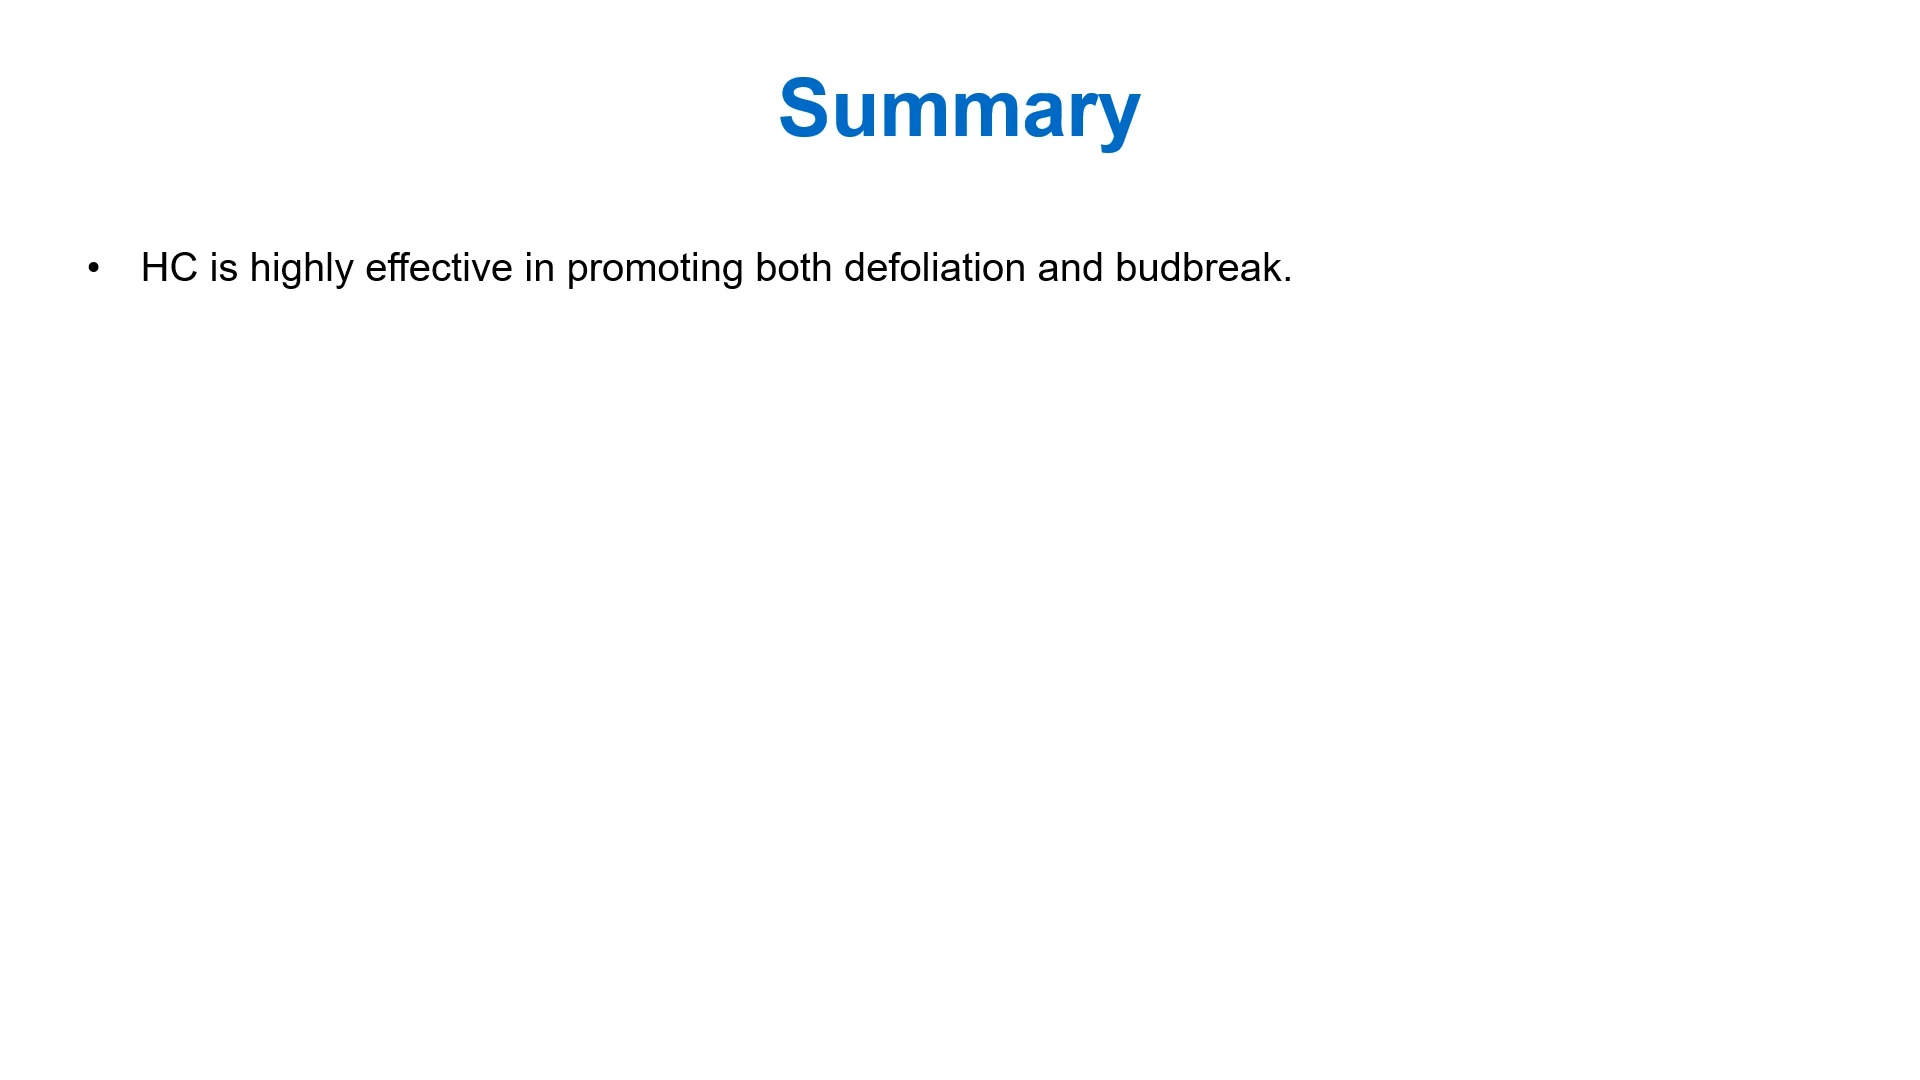 Summary
• HC is highly effective in promoting both defoliation and budbreak.